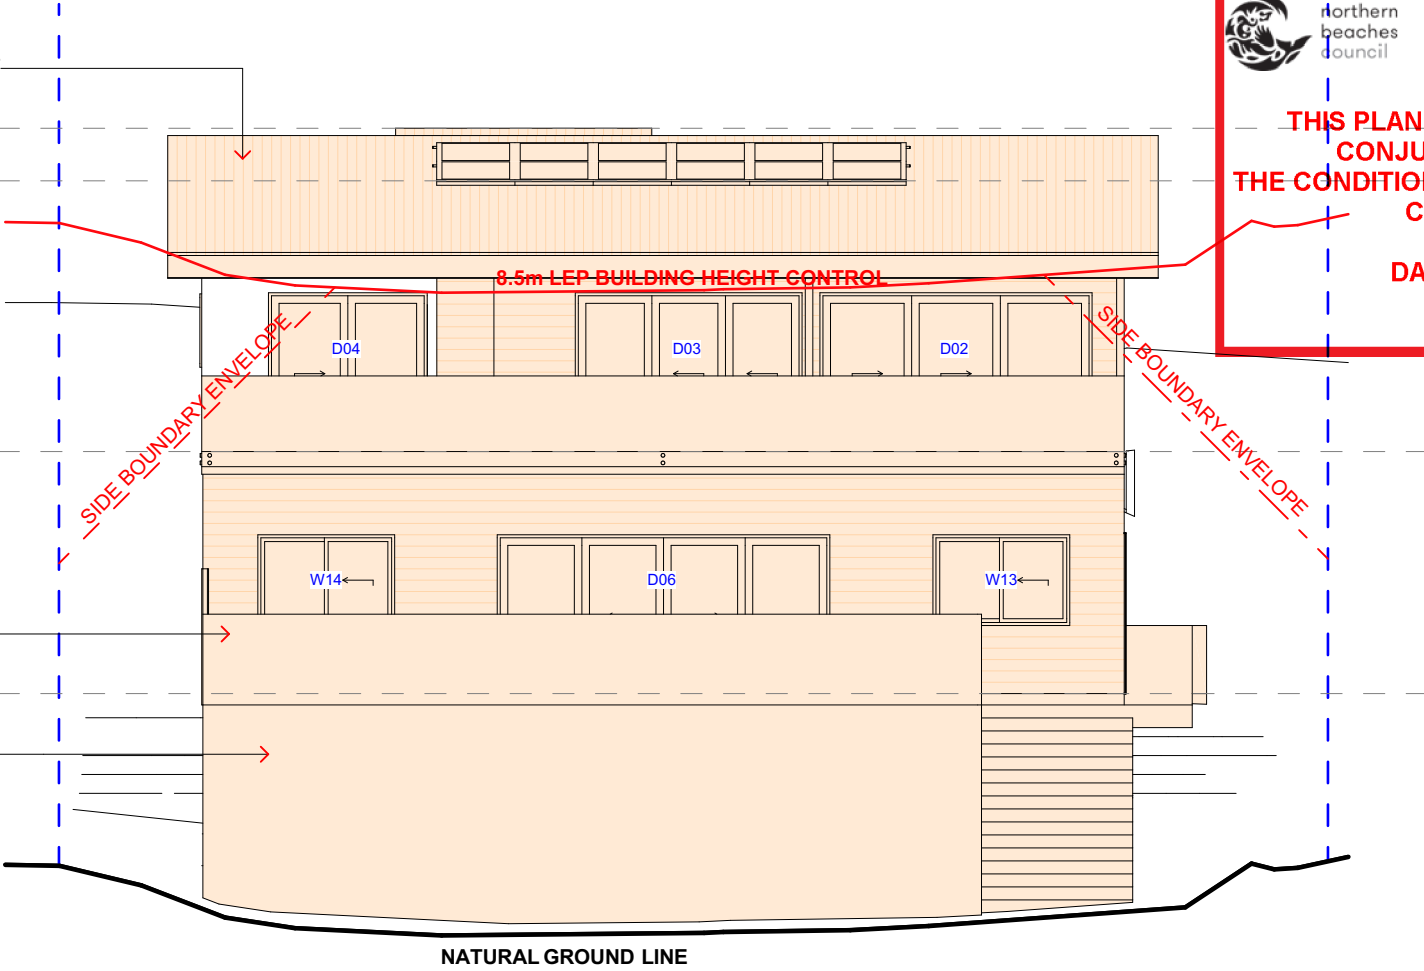 northern
beaches
council
THIS PLAN
CONJU
THE CONDITION
C
DA
8.5m LEP BUILDING HEIGHT CONTROL
SIDE BOUNDARY ENVELOPE
SIDE BOUNDARY ENVELOPE
D04
D03
D02
W14
D06
W13
NATURAL GROUND LINE